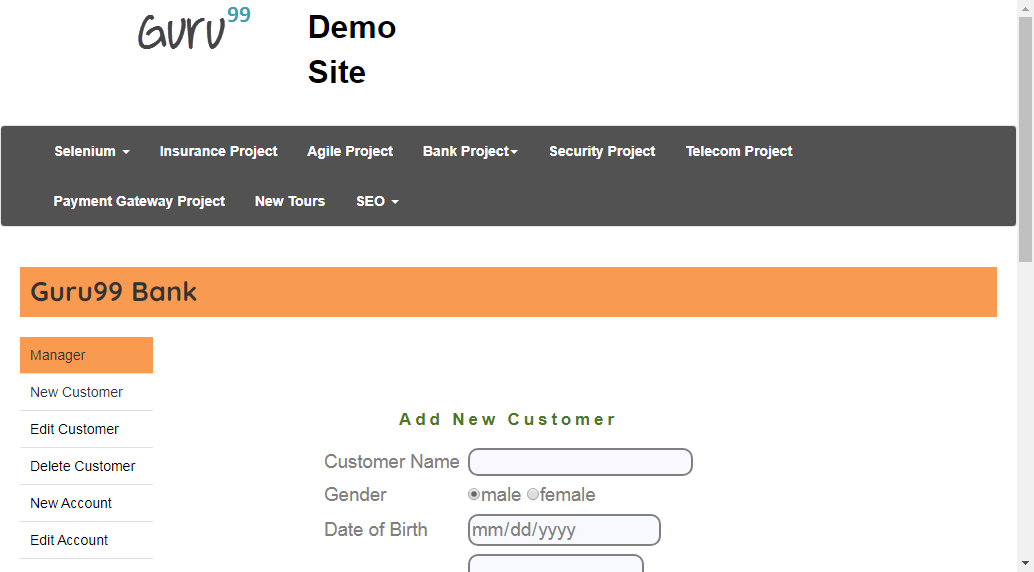 Guru99
Demo
Site
Selenium Insurance Project Agile Project Bank Project Security Project Telecom Project
Payment Gateway Project New Tours SEO
Guru99 Bank
Manager
New Customer
Edit Customer
Delete Customer
New Account
Edit Account
Add New Customer
Customer Name
Gender male female
Date of Birth mm/dd/yyyy